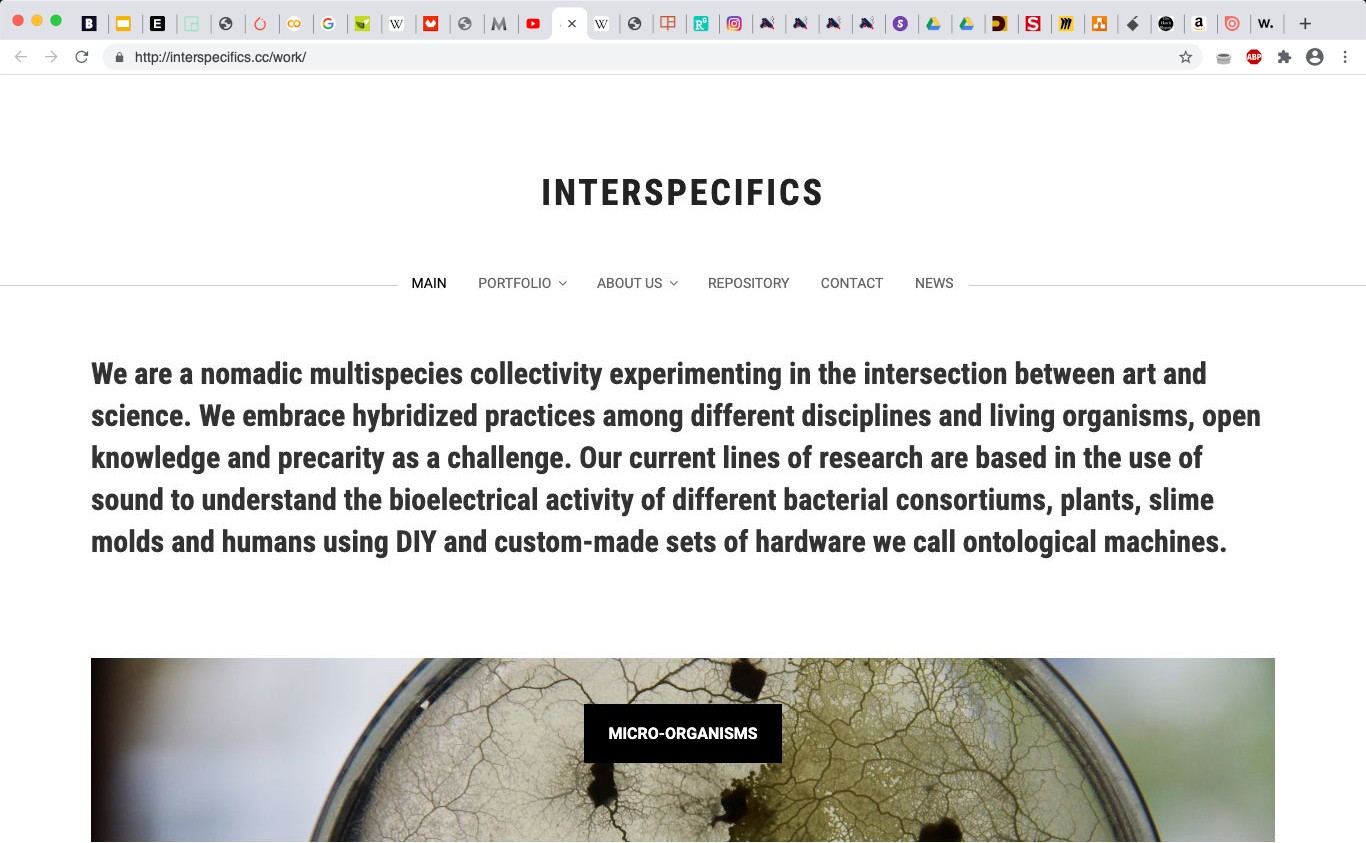 http://interspecifics.cc/work/
ABP
INTERSPECIFICS
MAIN PORTFOLIO ABOUT US REPOSITORY CONTACT NEWS
We are a nomadic multispecies collectivity experimenting in the intersection between art and
science. We embrace hybridized practices among different disciplines and living organisms, open
knowledge and precarity as a challenge. Our current lines of research are based in the use of
sound to understand the bioelectrical activity of different bacterial consortiums, plants, slime
molds and humans using DIY and custom-made sets of hardware we call ontological machines.
MICRO-ORGANISMS